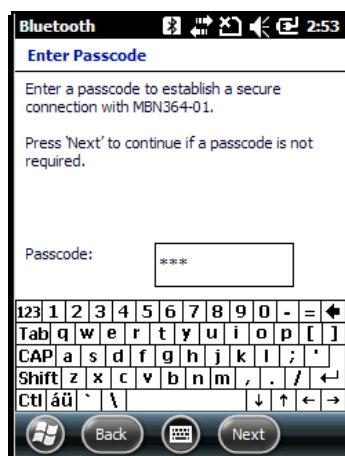 Bluetooth 2:53
Enter Passcode
Enter a passcode to establish a secure
connection with MBN364-01.
Press 'Next' to continue if a passcode is not
required.
Passcode: ***
123 1 2 3 4 5 6 7 8 9 0 - =
Tab q w e r t y u i o p [ ]
CAP a s d f g h j k l ; '
Shift z x c v b n m , . /
Ctl áü ` \
Back Next